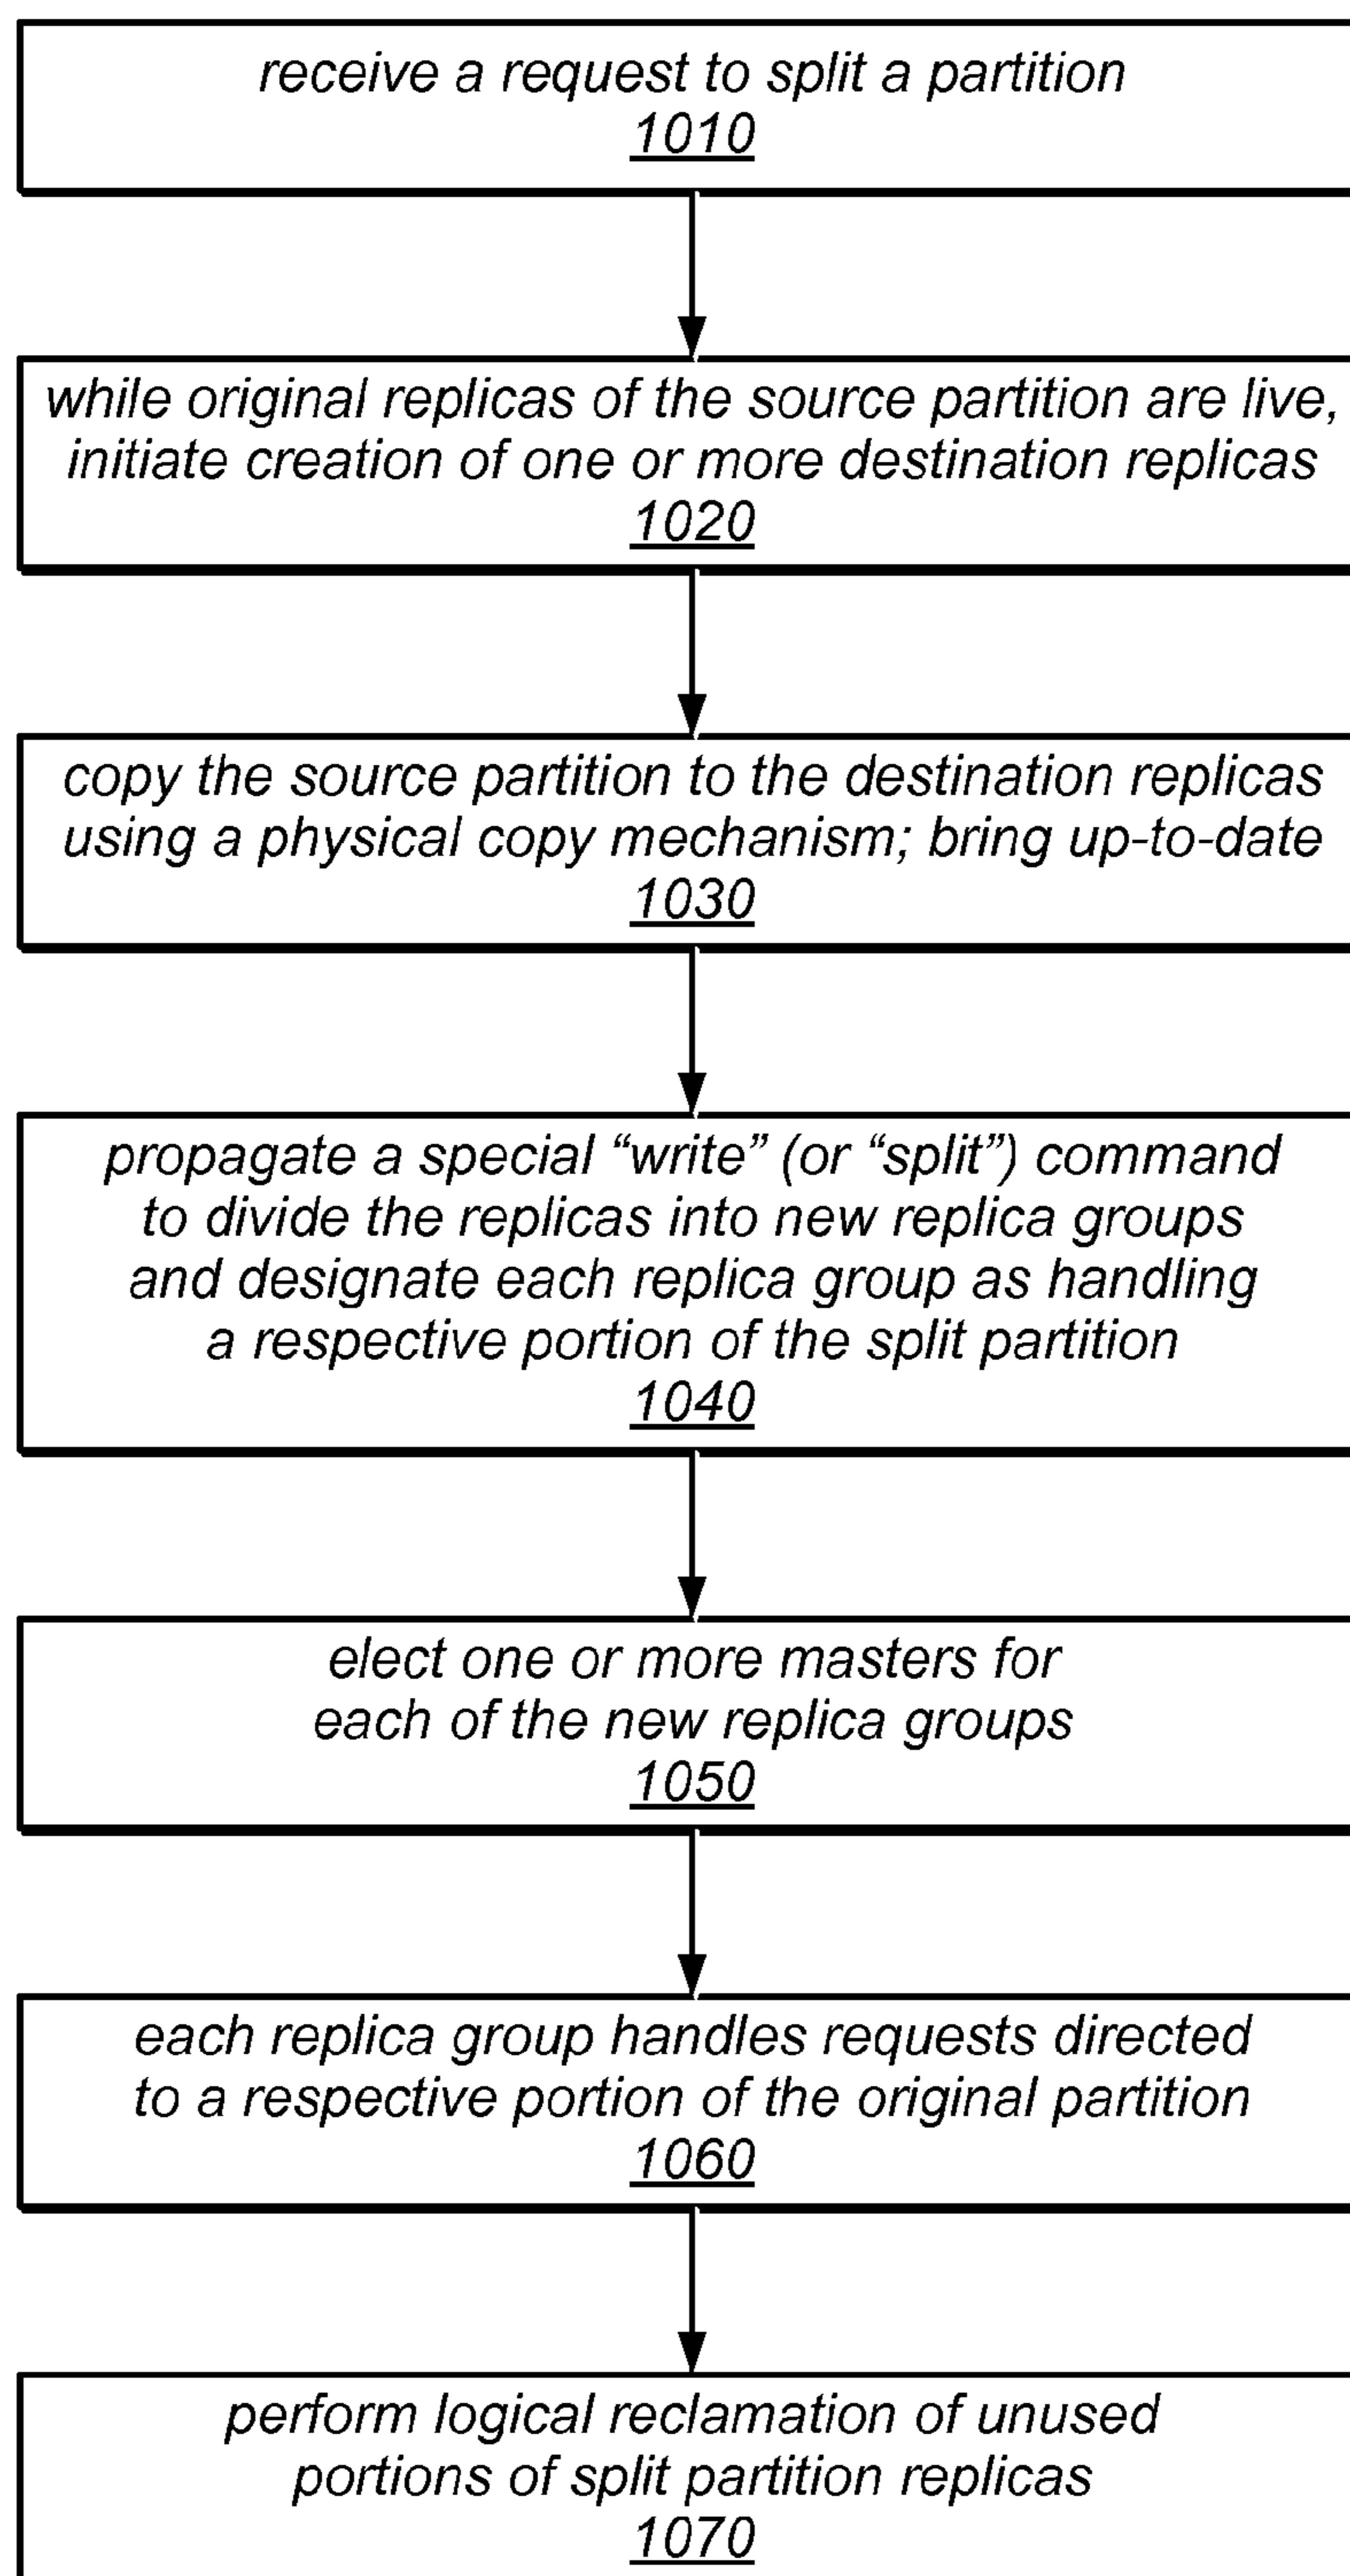 receive a request to split a partition
1010
while original replicas of the source partition are live,
initiate creation of one or more destination replicas
1020
copy the source partition to the destination replicas
using a physical copy mechanism; bring up-to-date
1030
propagate a special “write” (or “split”) command
to divide the replicas into new replica groups
and designate each replica group as handling
a respective portion of the split partition
1040
elect one or more masters for
each of the new replica groups
1050
each replica group handles requests directed
to a respective portion of the original partition
1060
perform logical reclamation of unused
portions of split partition replicas
1070